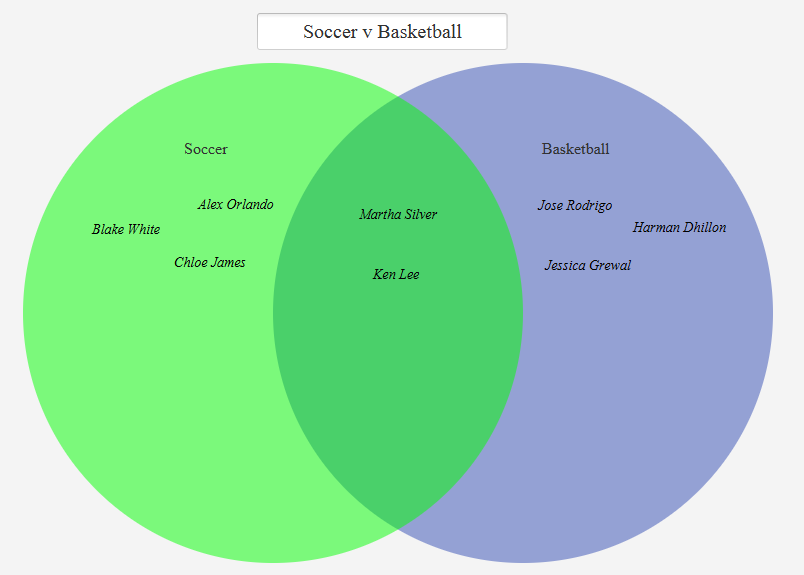 Soccer v Basketball
Soccer
Basketball
Alex Orlando
Blake White
Chloe James
Martha Silver
Ken Lee
Jose Rodrigo
Harman Dhillon
Jessica Grewal